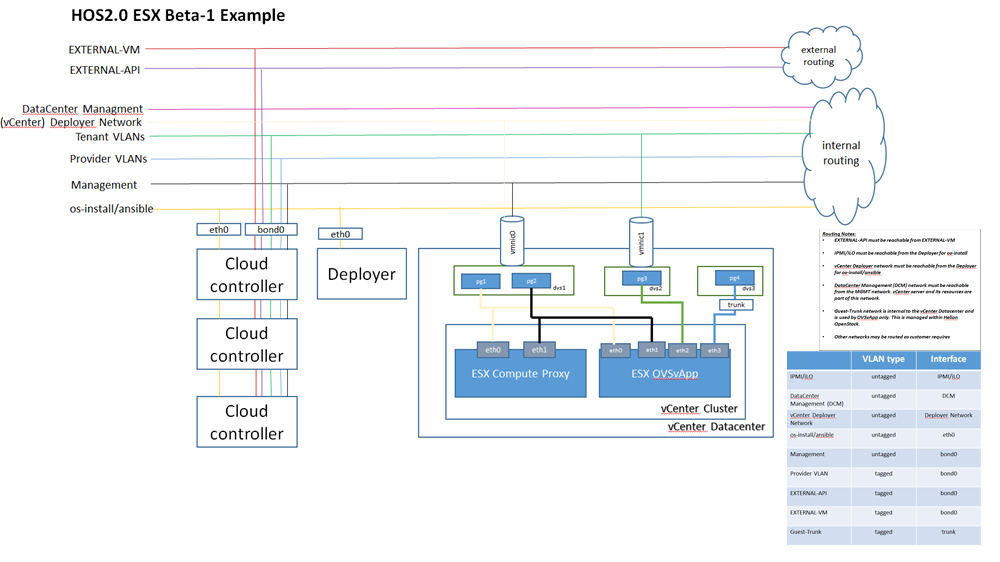 HOS2.0 ESX Beta-1 Example
EXTERNAL-VM
EXTERNAL-API
external
routing
DataCenter Managment
(vCenter) Deployer Network
Tenant VLANs
Provider VLANs
Management
os-install/ansible
internal
routing
eth0
bond0
eth0
vmnic0
vmnic1
Cloud
controller
Deployer
Cloud
controller
Cloud
controller
pg1
pg2
dvs1
pg3
dvs2
pg4
dvs3
trunk
eth0
eth1
ESX Compute Proxy
eth0
eth1
eth2
eth3
ESX OVSvApp
vCenter Cluster
vCenter Datacenter
Routing Notes:
• EXTERNAL-API must be reachable from EXTERNAL-VM
• IPMI/iLO must be reachable from the Deployer for os-install
• vCenter Deployer network must be reachable from the Deployer
for os-install/ansible
• DataCenter Management (DCM) network must be reachable
from the MGMT network. vCenter server and its resources are
part of this network.
• Guest-Trunk network is internal to the vCenter Datacenter and
is used by OVSvApp only. This is managed within Helion
OpenStack.
• Other networks may be routed as customer requires
VLAN type Interface
IPMI/iLO untagged IPMI/iLO
DataCenter
Management (DCM) untagged DCM
vCenter Deployer
Network untagged Deployer Network
os-install/ansible untagged eth0
Management untagged bond0
Provider VLAN tagged bond0
EXTERNAL-API tagged bond0
EXTERNAL-VM tagged bond0
Guest-Trunk tagged trunk